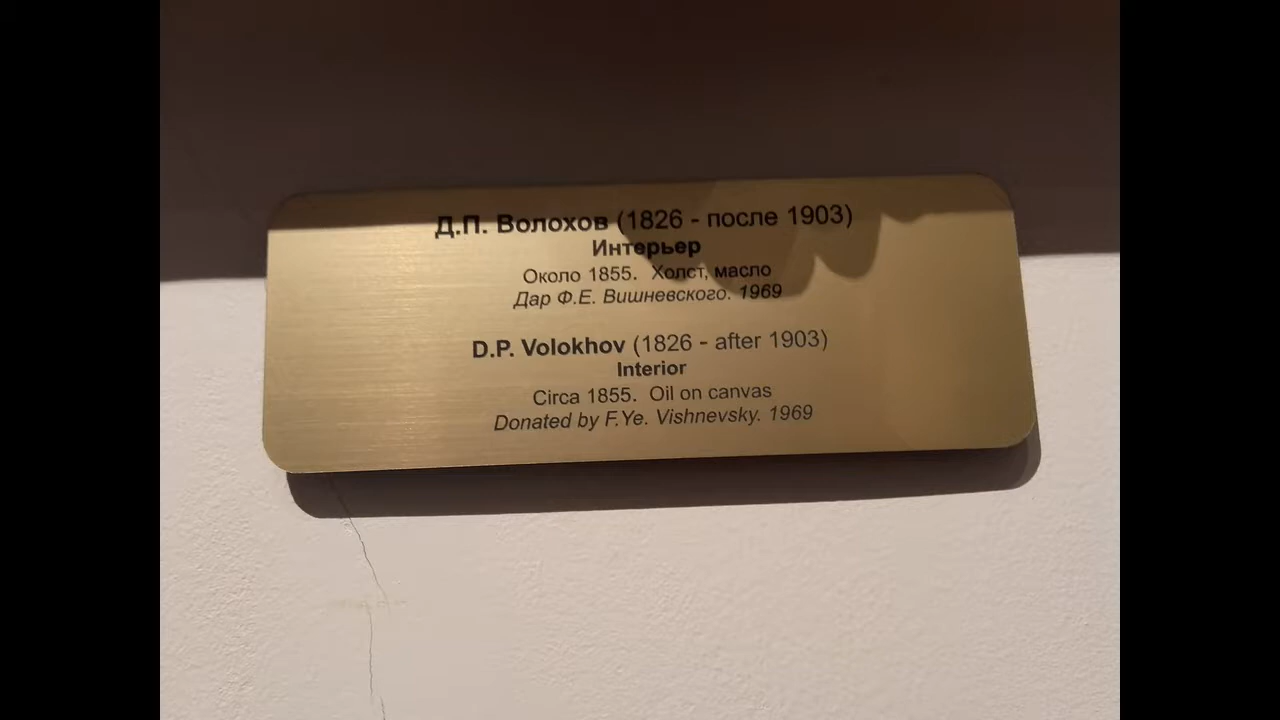 Д.П. Волохов (1826 - после 1903)
Интерьер
Около 1855. Холст, масло
Дар Ф.Е. Вишневского. 1969
D.P. Volokhov (1826 - after 1903)
Interior
Circa 1855. Oil on canvas
Donated by F.Ye. Vishnevsky. 1969